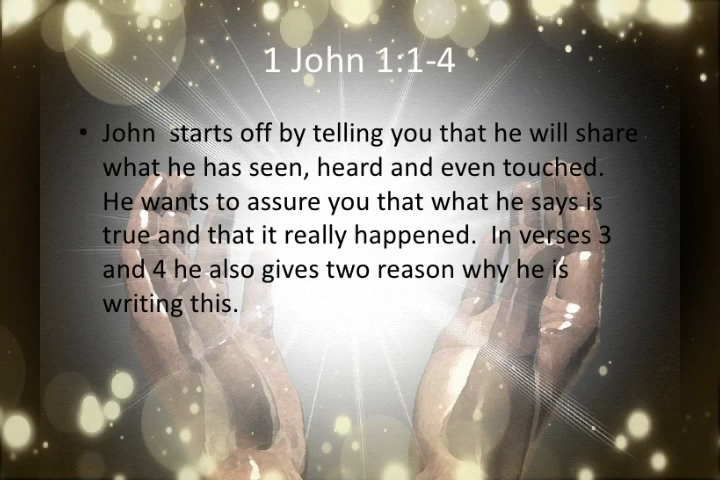 1 John 1:1-4
• John  starts off by telling you that he will share
what he has seen, heard and even touched.
He wants to assure you that what he says is
true and that it really happened.  In verses 3
and 4 he also gives two reason why he is
writing this.